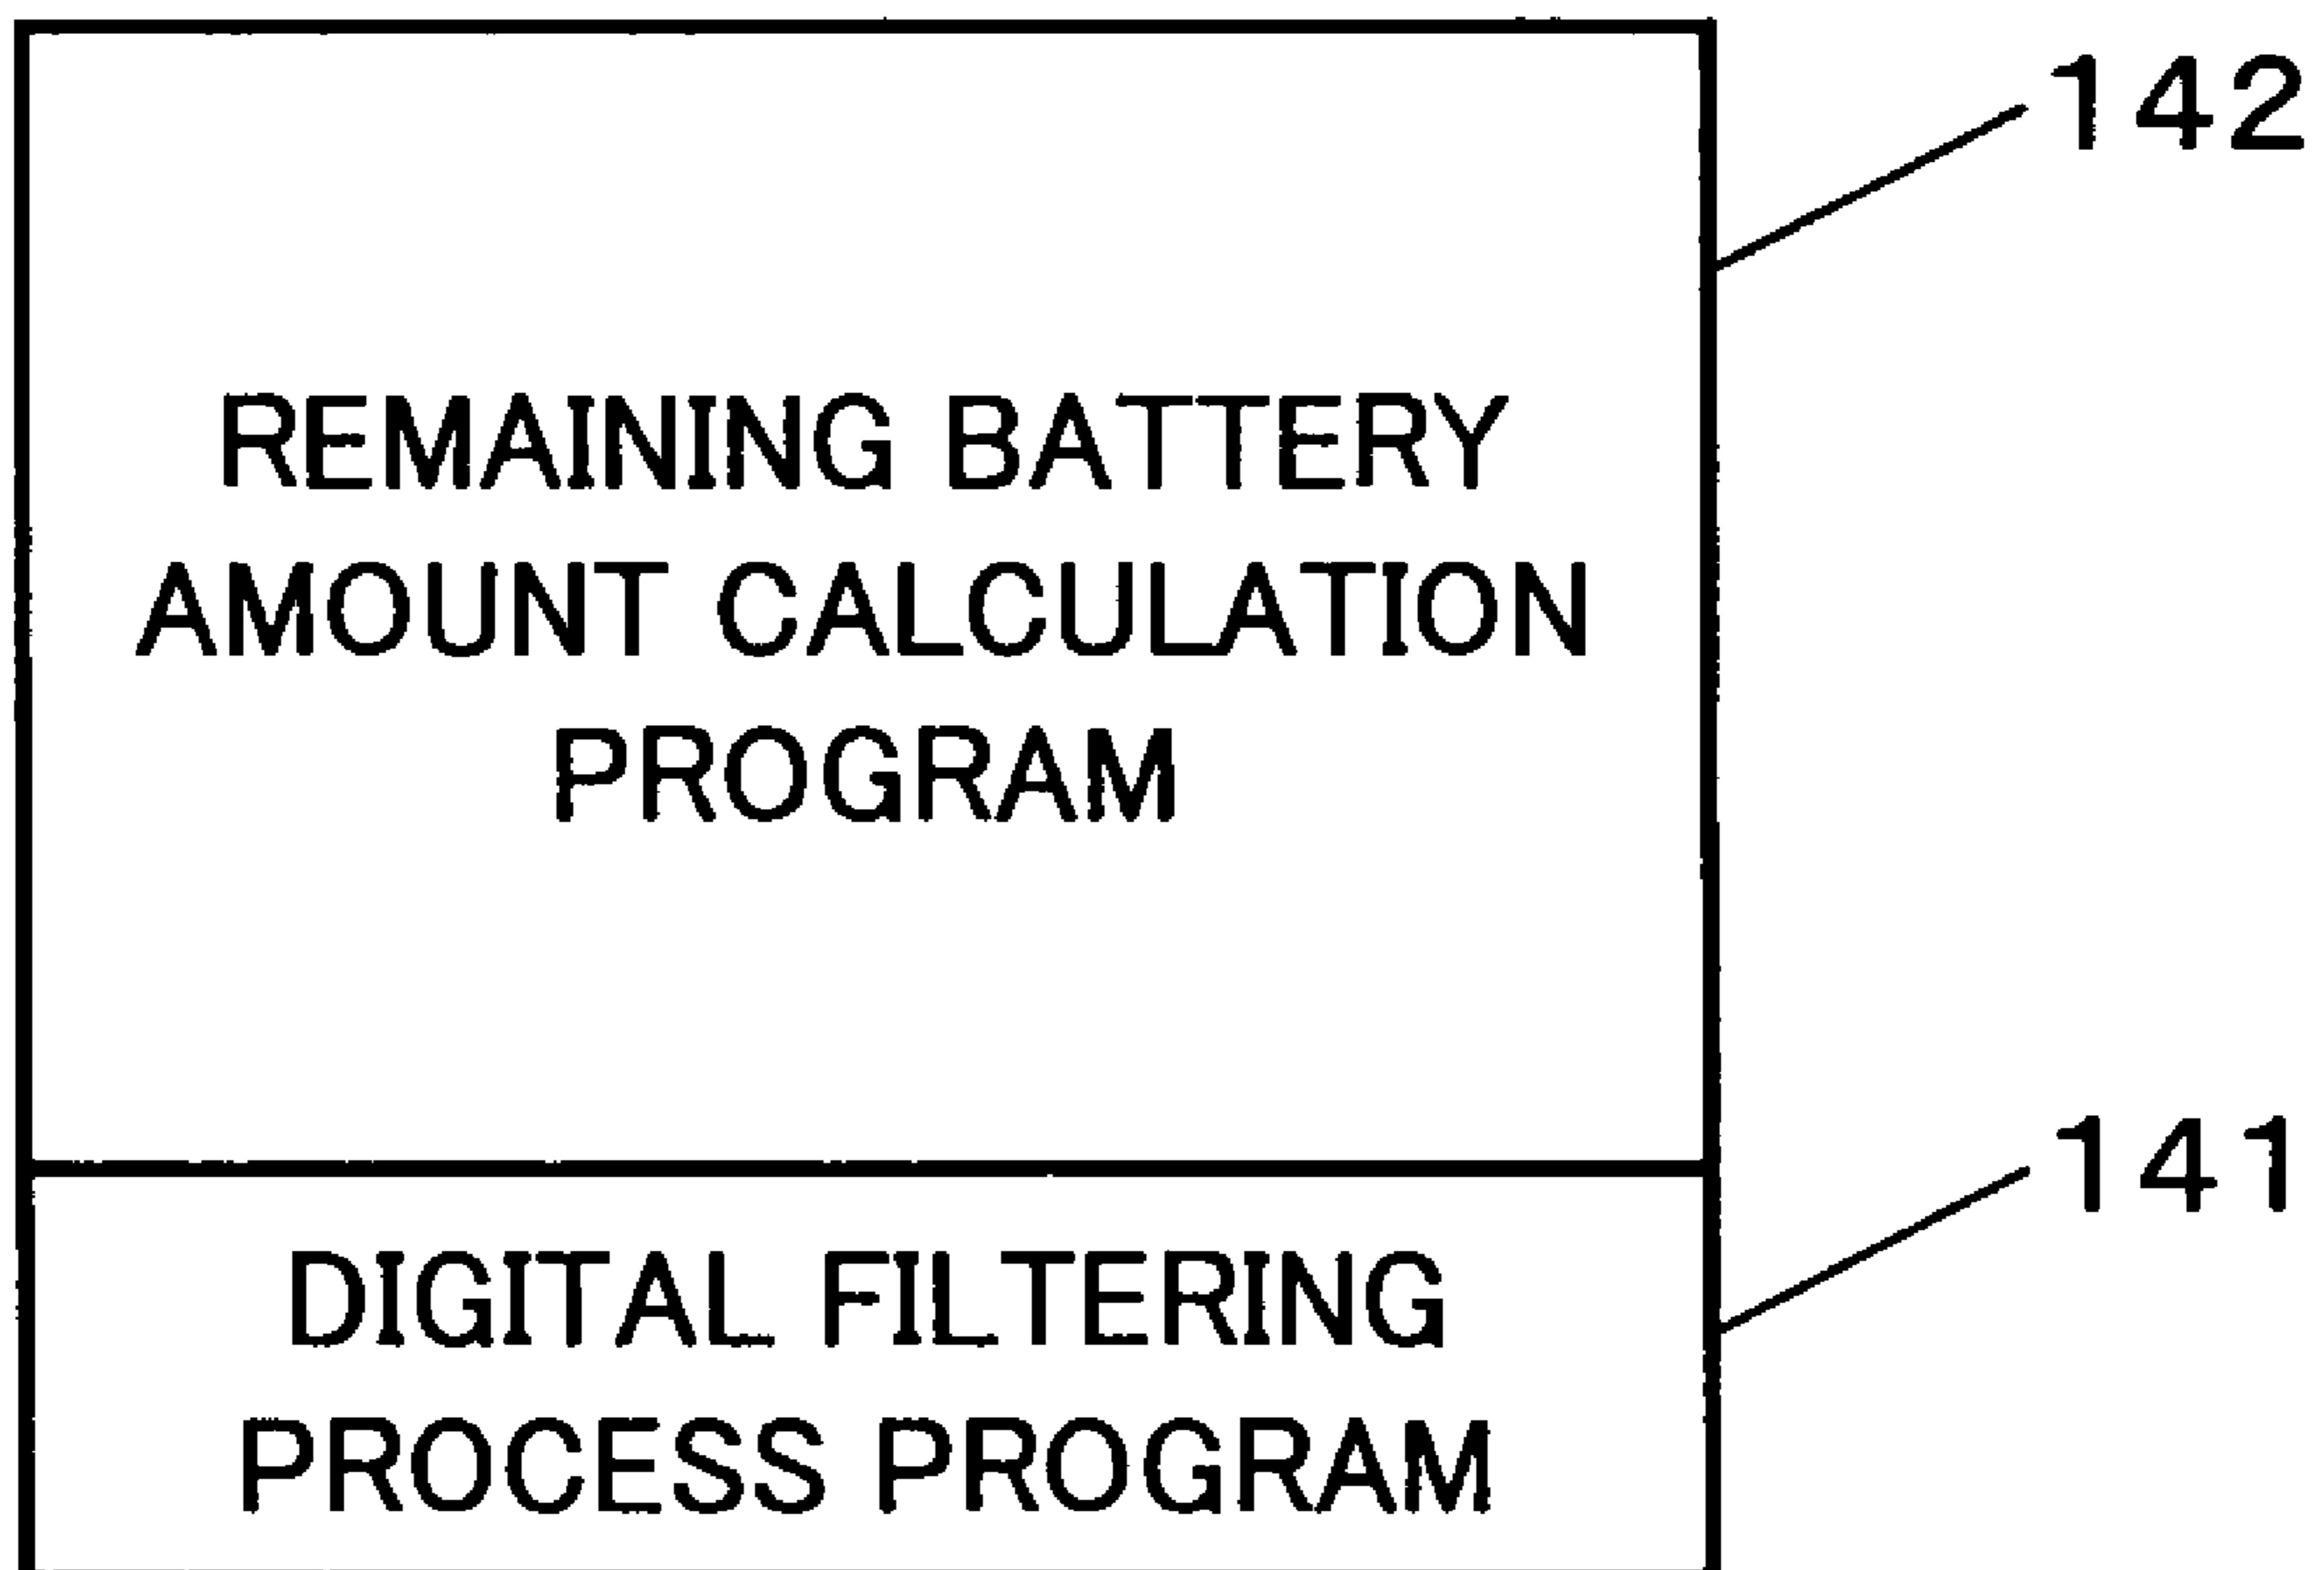 142
REMAINING BATTERY
AMOUNT CALCULATION
PROGRAM
141
DIGITAL FILTERING
PROCESS PROGRAM